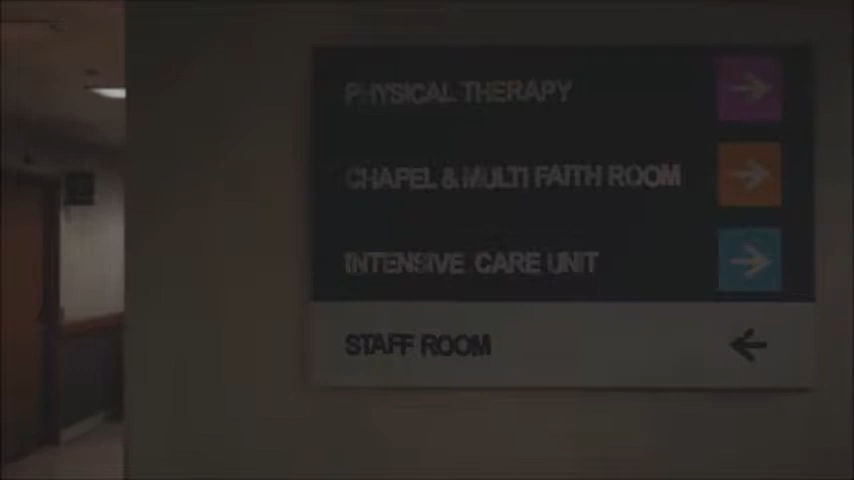 PHYSICAL THERAPY
CHAPEL & MULTI FAITH ROOM
INTENSIVE CARE UNIT
STAFF ROOM